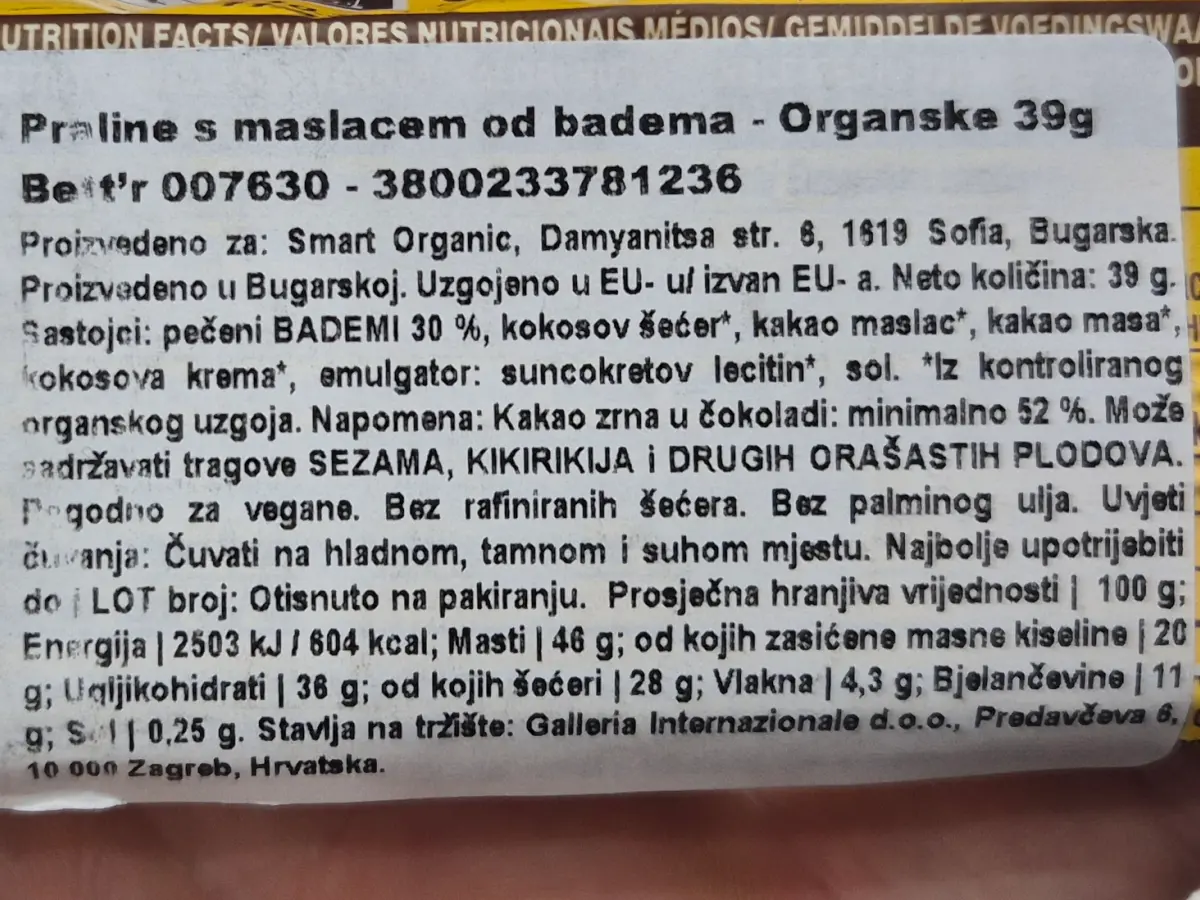 UTRITION FACTS/ VALORES NUTRICIONAIS MÉDIOS/ GEMIDDELDE VOEDINGSWAA
Praline s maslacem od badema - Organske 39g
Bett'r 007630 - 3800233781236
Proizvedeno za: Smart Organic, Damyanitsa str. 6, 1619 Sofia, Bugarska.
Proizvedeno u Bugarskoj. Uzgojeno u EU- u/ izvan EU- a. Neto količina: 39 g.
Sastojci: pečeni BADEMI 30 %, kokosov šećer*, kakao maslac*, kakao masa*,
kokosova krema*, emulgator: suncokretov lecitin*, sol. *Iz kontroliranog
organskog uzgoja. Napomena: Kakao zrna u čokoladi: minimalno 52 %. Može
sadržavati tragove SEZAMA, KIKIRIKIJA i DRUGIH ORAŠASTIH PLODOVA.
Pogodno za vegane. Bez rafiniranih šećera. Bez palminog ulja. Uvjeti
čuvanja: Čuvati na hladnom, tamnom i suhom mjestu. Najbolje upotrijebiti
do i LOT broj: Otisnuto na pakiranju. Prosječna hranjiva vrijednosti | 100 g;
Energija | 2503 kJ / 604 kcal; Masti | 46 g; od kojih zasićene masne kiseline | 20
g; Ugljikohidrati | 36 g; od kojih šećeri | 28 g; Vlakna | 4,3 g; Bjelančevine | 11
g; Sol | 0,25 g. Stavlja na tržište: Galleria Internazionale d.o.o., Predavčeva 6,
10 000 Zagreb, Hrvatska.